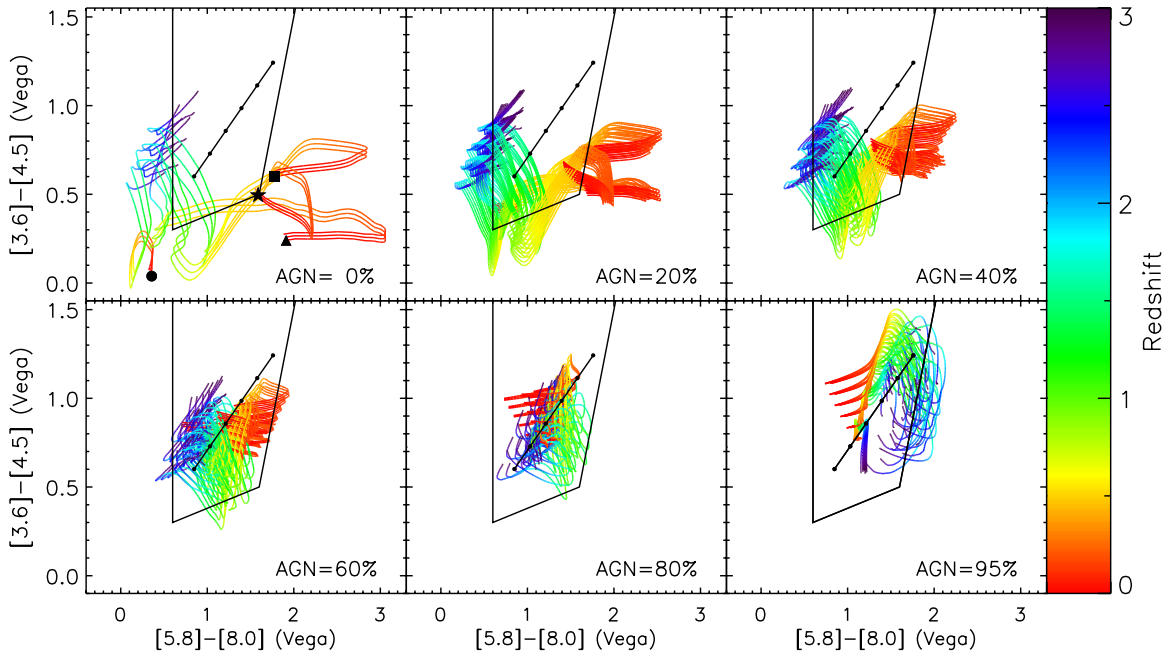 1.5
1.0
0.5
0.0
[3.6]−[4.5] (Vega)
AGN= 0%
AGN=20%
AGN=40%
1.5
1.0
0.5
0.0
[3.6]−[4.5] (Vega)
AGN=60%
AGN=80%
AGN=95%
0 1 2 3
0 1 2 3
0 1 2 3
[5.8]−[8.0] (Vega)
[5.8]−[8.0] (Vega)
[5.8]−[8.0] (Vega)
3
2
1
0
Redshift